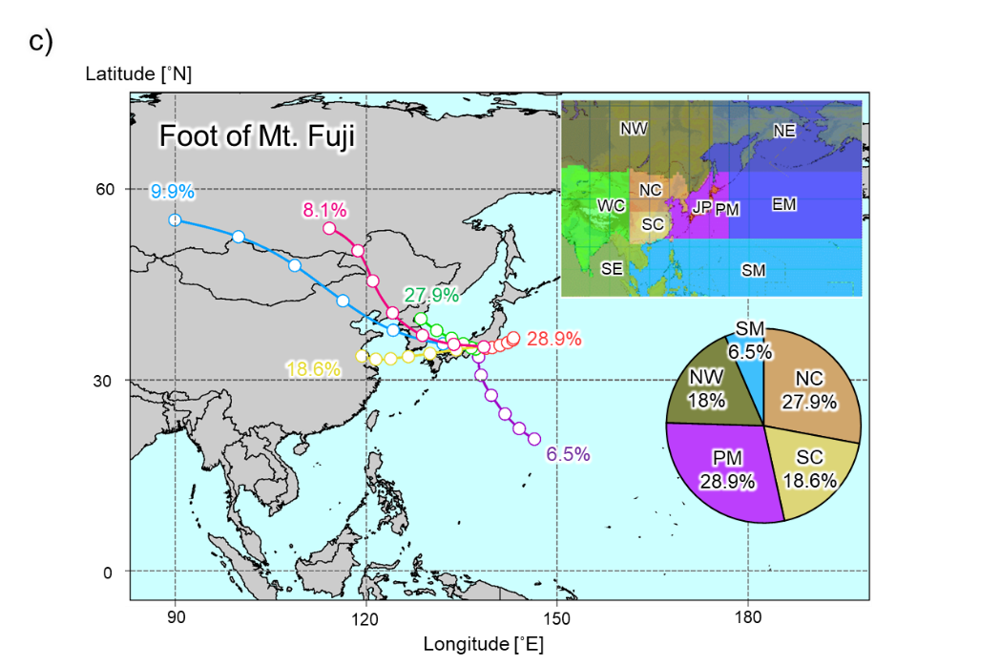 c)
Latitude [˚N]
Foot of Mt. Fuji
NW
NE
60
9.9%
8.1%
NC
WC
JP
PM
EM
SC
SE
SM
27.9%
28.9%
18.6%
30
6.5%
SM
6.5%
NW
18%
NC
27.9%
PM
28.9%
SC
18.6%
0
90
120
150
180
Longitude [˚E]